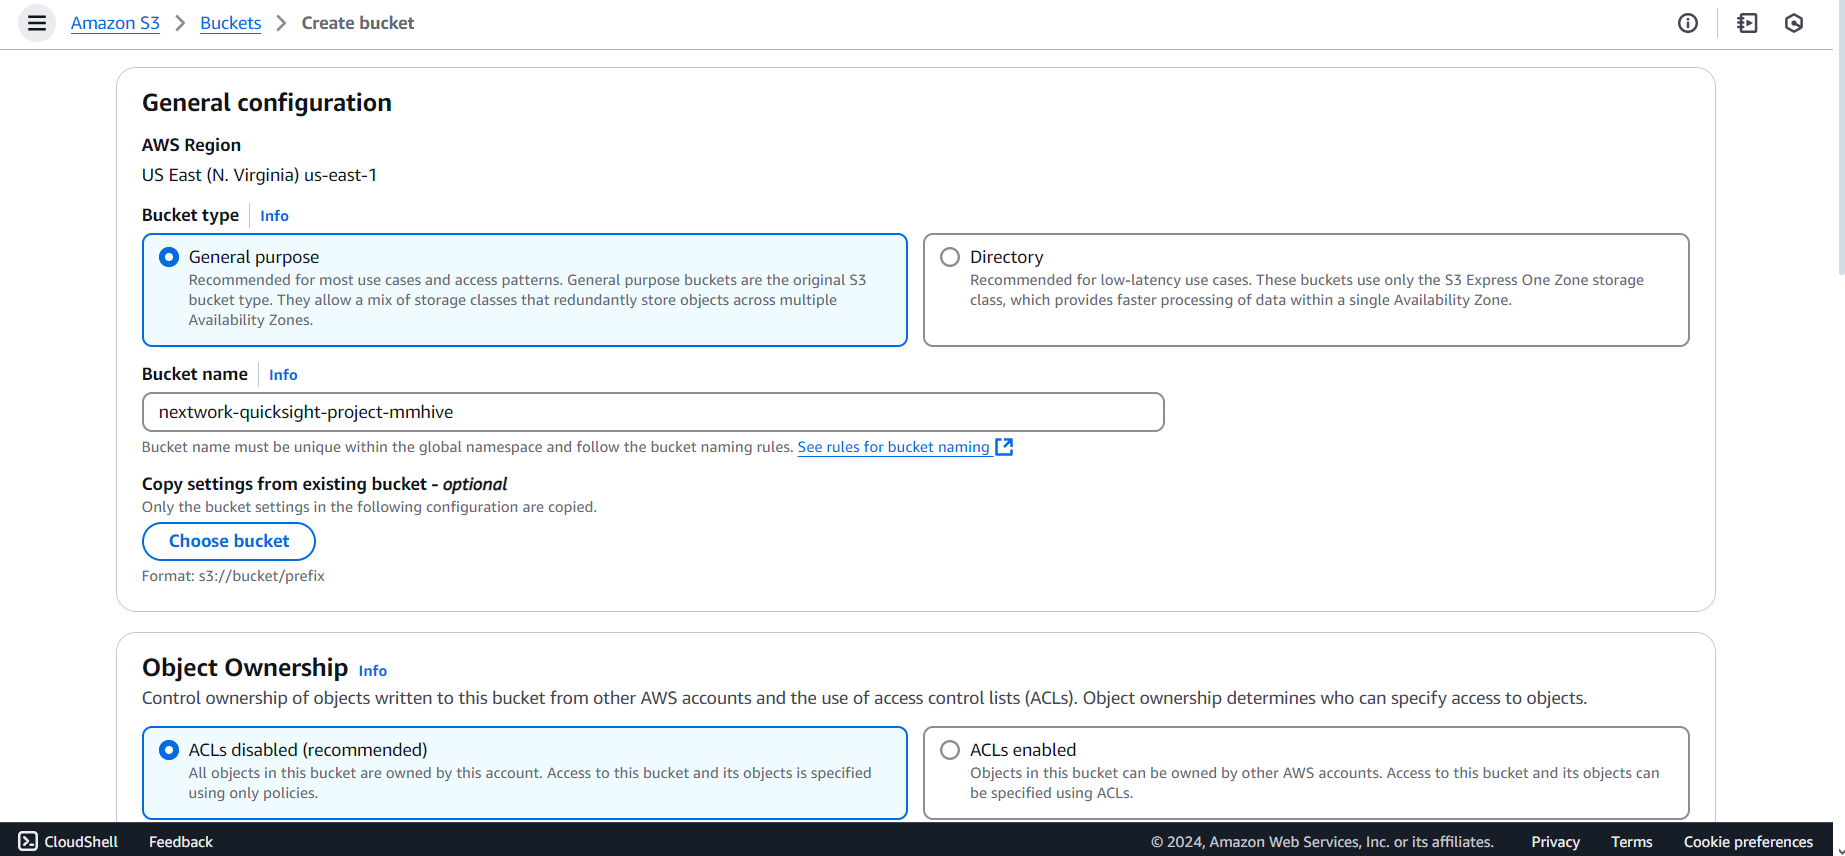 Amazon S3 > Buckets > Create bucket
General configuration
AWS Region
US East (N. Virginia) us-east-1
Bucket type Info
General purpose
Recommended for most use cases and access patterns. General purpose buckets are the original S3
bucket type. They allow a mix of storage classes that redundantly store objects across multiple
Availability Zones.
Directory
Recommended for low-latency use cases. These buckets use only the S3 Express One Zone storage
class, which provides faster processing of data within a single Availability Zone.
Bucket name Info
nextwork-quicksight-project-mmhive
Bucket name must be unique within the global namespace and follow the bucket naming rules. See rules for bucket naming
Copy settings from existing bucket - optional
Only the bucket settings in the following configuration are copied.
Choose bucket
Format: s3://bucket/prefix
Object Ownership Info
Control ownership of objects written to this bucket from other AWS accounts and the use of access control lists (ACLs). Object ownership determines who can specify access to objects.
ACLs disabled (recommended)
All objects in this bucket are owned by this account. Access to this bucket and its objects is specified
using only policies.
ACLs enabled
Objects in this bucket can be owned by other AWS accounts. Access to this bucket and its objects can
be specified using ACLs.
CloudShell Feedback © 2024, Amazon Web Services, Inc. or its affiliates. Privacy Terms Cookie preferences